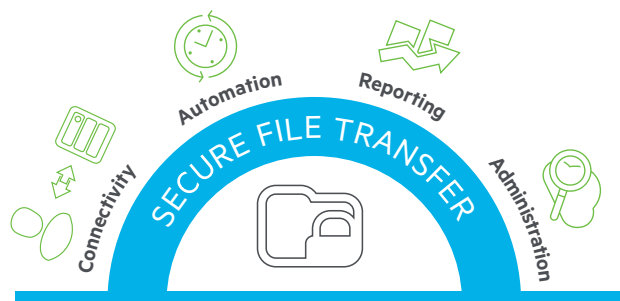 Connectivity
Automation
Reporting
Administration
SECURE FILE TRANSFER